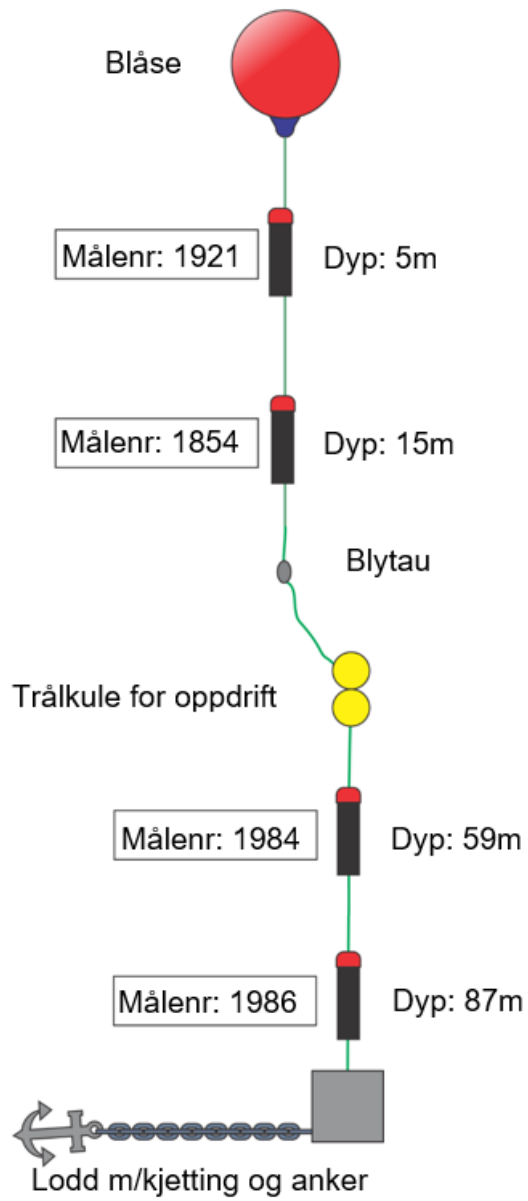 Blåse
Målenr: 1921 Dyp: 5m
Målenr: 1854 Dyp: 15m
Blytau
Trålkule for oppdrift
Målenr: 1984 Dyp: 59m
Målenr: 1986 Dyp: 87m
Lodd m/kjetting og anker